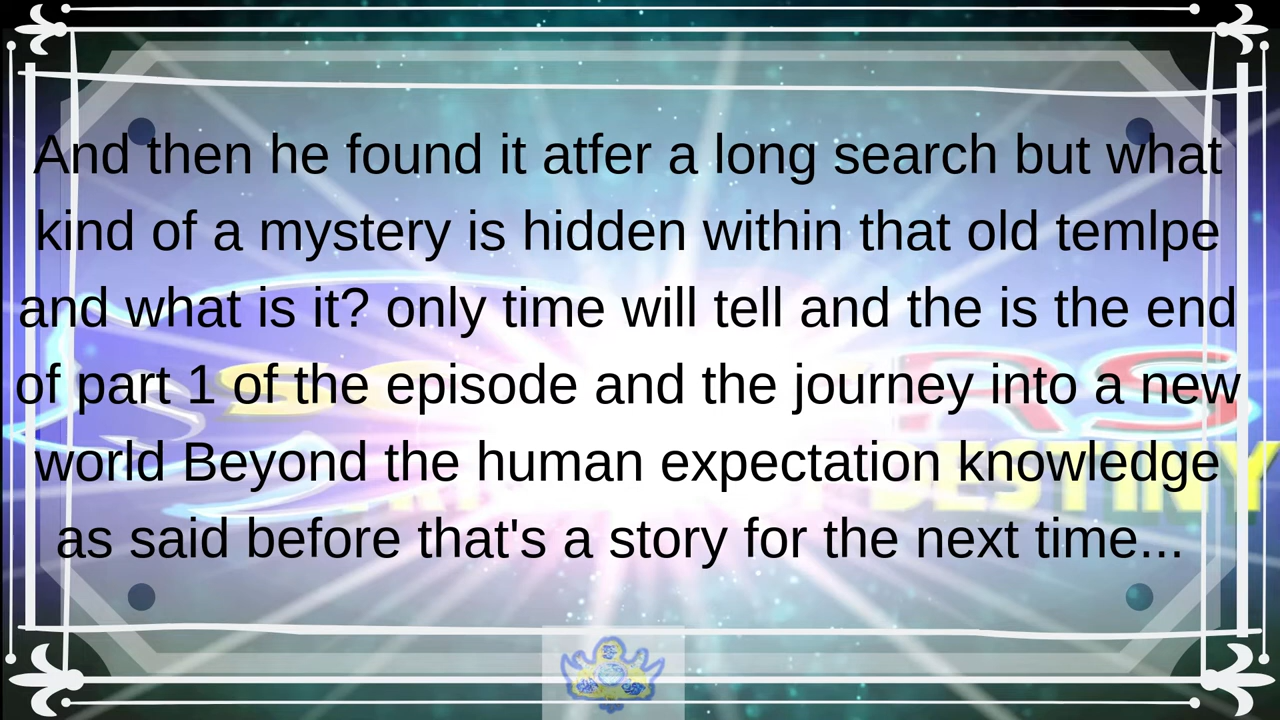 And then he found it atfer a long search but what
kind of a mystery is hidden within that old temlpe
and what is it? only time will tell and the is the end
of part 1 of the episode and the journey into a new
world Beyond the human expectation knowledge
as said before that's a story for the next time...
RS
DESTINY